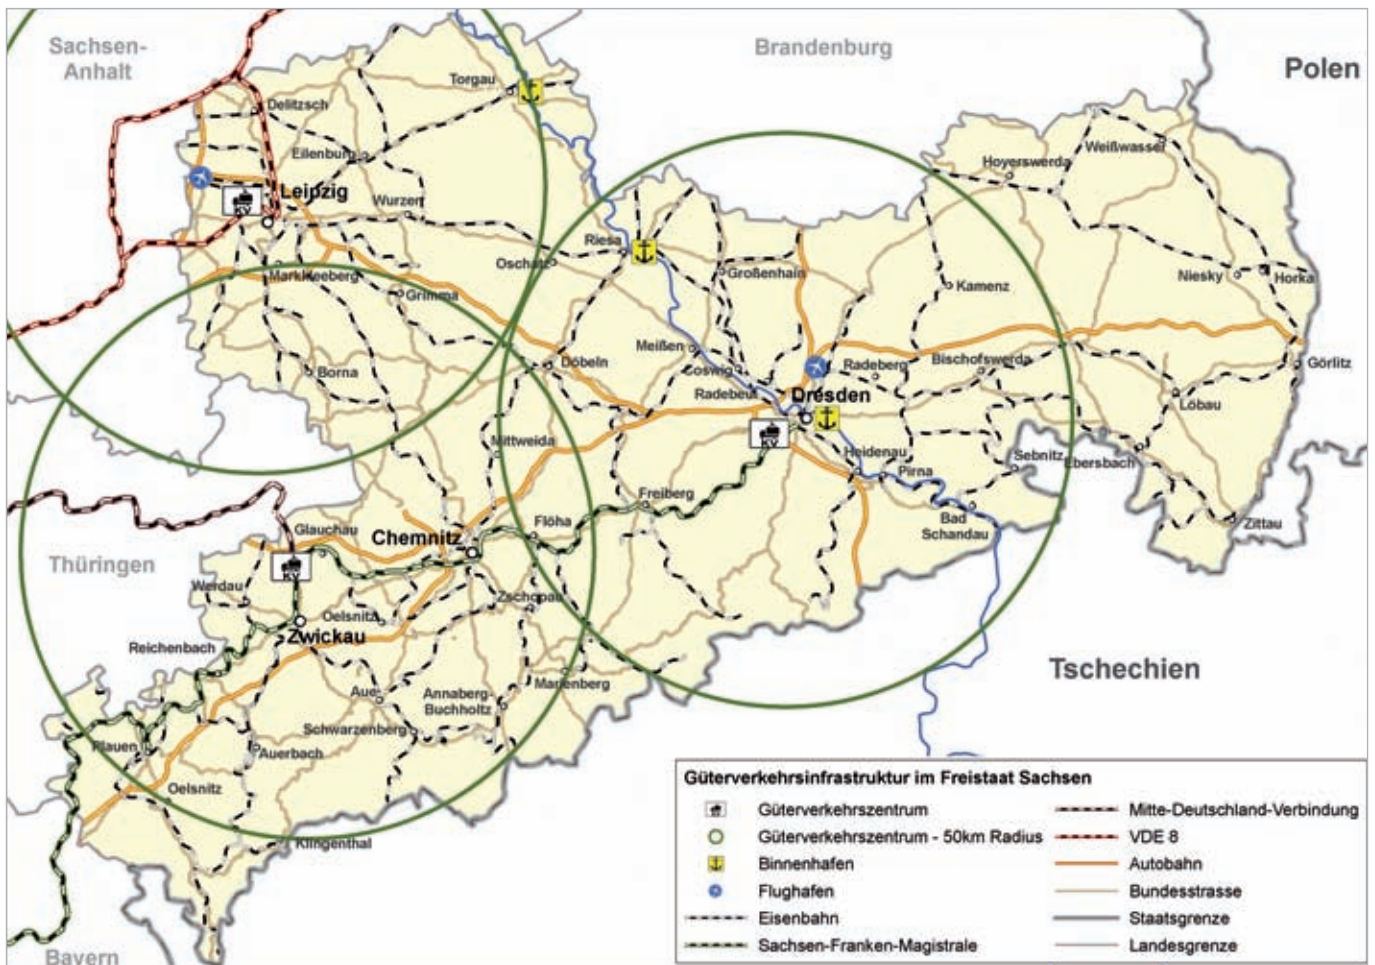 Sachsen-
Anhalt
Brandenburg
Polen
Torgau
Delitzsch
Eilenburg
Hoyerswerda
Weißwasser
Leipzig
KV
Wurzen
Riesa
Oschatz
Großenhain
Niesky
Horka
Markkleeberg
Grimma
Kamenz
Meißen
Döbeln
Coswig
Radeberg
Bischofswerda
Görlitz
Borna
Radebeul
Dresden
Löbau
KV
Mittweida
Heidenau
Pirna
Sebnitz
Ebersbach
Freiberg
Bad
Schandau
Zittau
Glauchau
Chemnitz
Flöha
Thüringen
KV
Werdau
Zschopau
Oelsnitz
Zwickau
Reichenbach
Tschechien
Marienberg
Aue
Annaberg-
Buchholtz
Schwarzenberg
Plauen
Auerbach
Oelsnitz
Klingenthal
Bayern
Güterverkehrsinfrastruktur im Freistaat Sachsen
Güterverkehrszentrum
Güterverkehrszentrum - 50km Radius
Binnenhafen
Flughafen
Eisenbahn
Sachsen-Franken-Magistrale
Mitte-Deutschland-Verbindung
VDE 8
Autobahn
Bundesstrasse
Staatsgrenze
Landesgrenze